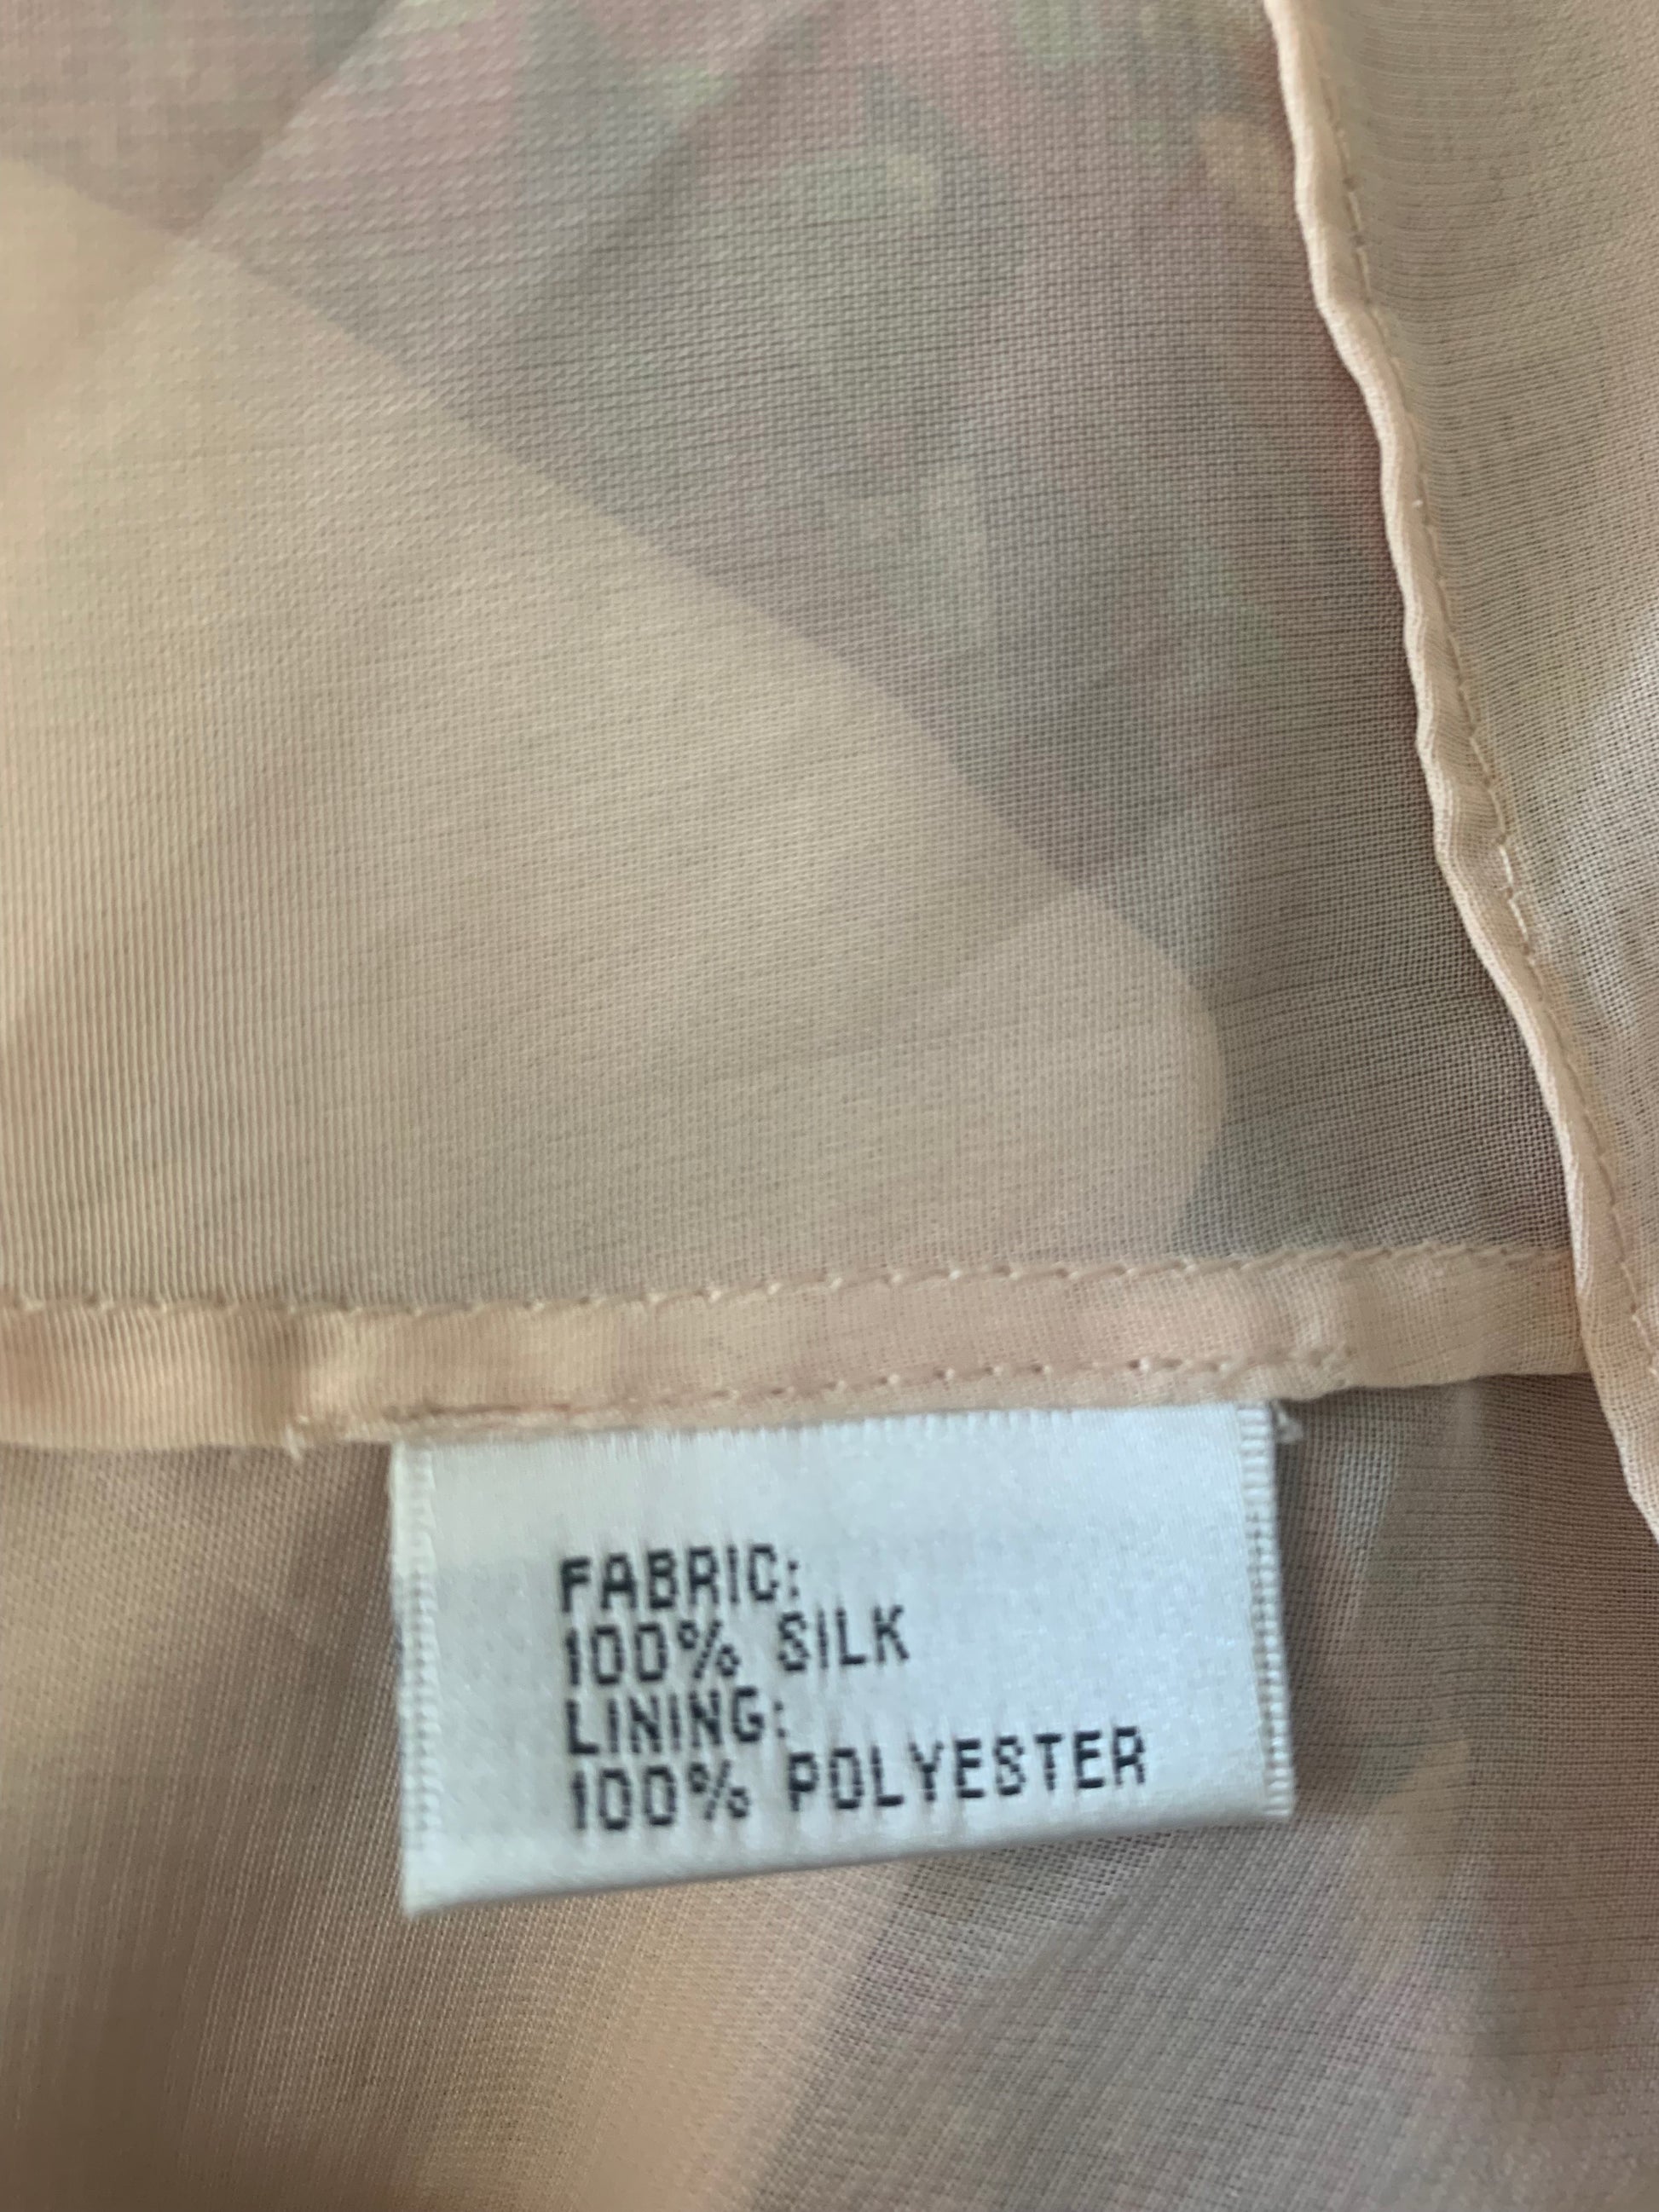 FABRIC:
100% SILK
LINING:
100% POLYESTER